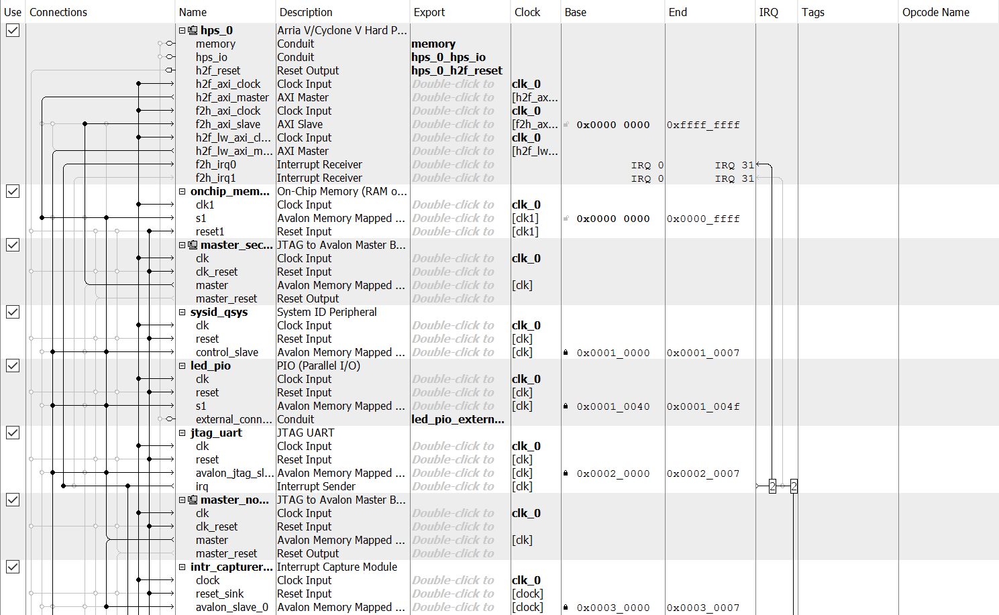 Use Connections Name Description Export Clock Base End IRQ Tags Opcode Name
hps_0 Arria V/Cyclone V Hard P...
memory Conduit memory
hps_io Conduit hps_0_hps_io
h2f_reset Reset Output hps_0_h2f_reset
h2f_axi_clock Clock Input Double-click to clk_0
h2f_axi_master AXI Master Double-click to [h2f_ax...
f2h_axi_clock Clock Input Double-click to clk_0
f2h_axi_slave AXI Slave Double-click to [f2h_ax... 0x0000_0000 0xffff_ffff
h2f_lw_axi_cl... Clock Input Double-click to clk_0
h2f_lw_axi_m... AXI Master Double-click to [h2f_lw...
f2h_irq0 Interrupt Receiver Double-click to IRQ 0 IRQ 31
f2h_irq1 Interrupt Receiver Double-click to IRQ 0 IRQ 31
onchip_mem... On-Chip Memory (RAM o...
clk1 Clock Input Double-click to clk_0
s1 Avalon Memory Mapped ... Double-click to [clk1] 0x0000_0000 0x0000_ffff
reset1 Reset Input Double-click to [clk1]
master_sec... JTAG to Avalon Master B...
clk Clock Input Double-click to clk_0
clk_reset Reset Input Double-click to
master Avalon Memory Mapped ... Double-click to [clk]
master_reset Reset Output Double-click to
sysid_qsys System ID Peripheral
clk Clock Input Double-click to clk_0
reset Reset Input Double-click to [clk]
control_slave Avalon Memory Mapped ... Double-click to [clk] 0x0001_0000 0x0001_0007
led_pio PIO (Parallel I/O)
clk Clock Input Double-click to clk_0
reset Reset Input Double-click to [clk]
s1 Avalon Memory Mapped ... Double-click to [clk] 0x0001_0040 0x0001_004f
external_conn... Conduit led_pio_extern...
jtag_uart JTAG UART
clk Clock Input Double-click to clk_0
reset Reset Input Double-click to [clk]
avalon_jtag_sl... Avalon Memory Mapped ... Double-click to [clk] 0x0002_0000 0x0002_0007
irq Interrupt Sender Double-click to [clk] 2 2
master_no... JTAG to Avalon Master B...
clk Clock Input Double-click to clk_0
clk_reset Reset Input Double-click to
master Avalon Memory Mapped ... Double-click to [clk]
master_reset Reset Output Double-click to
intr_capturer... Interrupt Capture Module
clock Clock Input Double-click to clk_0
reset_sink Reset Input Double-click to [clock]
avalon_slave_0 Avalon Memory Mapped ... Double-click to [clock] 0x0003_0000 0x0003_0007